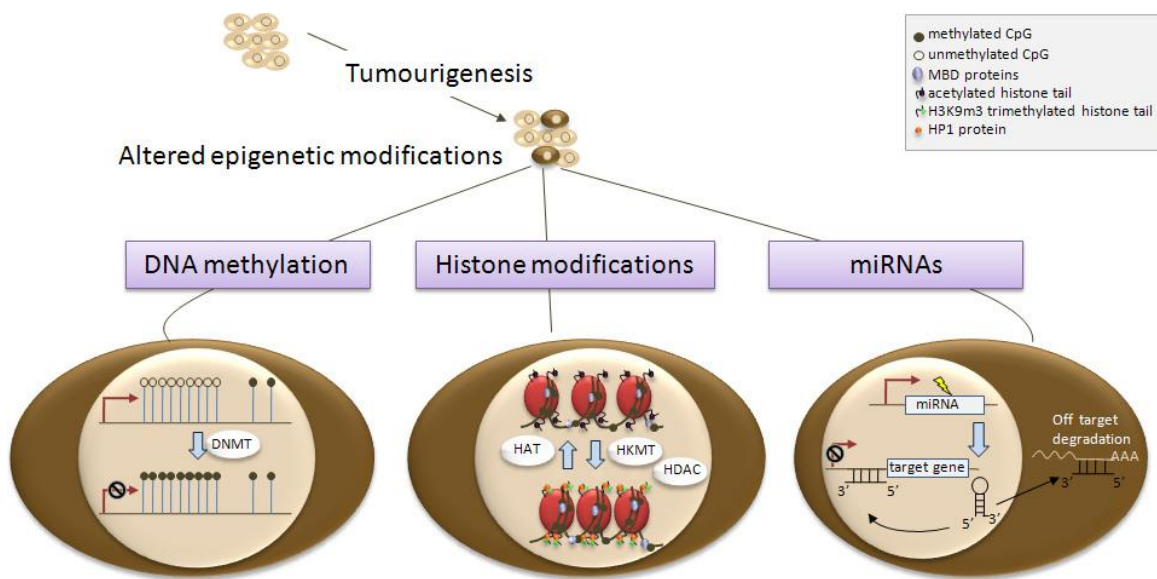 Tumourigenesis
Altered epigenetic modifications
methylated CpG
unmethylated CpG
MBD proteins
acetylated histone tail
H3K9m3 trimethylated histone tail
HP1 protein
DNA methylation
Histone modifications
miRNAs
DNMT
HAT
HKMT
HDAC
miRNA
target gene
3’ 5’
5’ 3’
Off target
degradation
AAA
3’ 5’